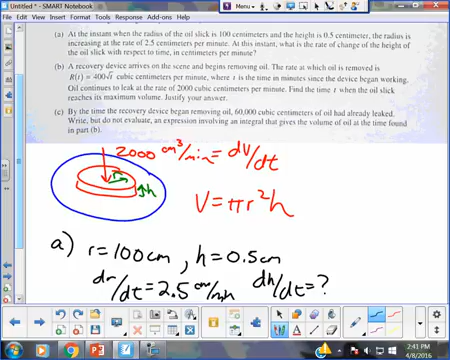 15 - SMART Notebook
Menu
File Edit View Insert Format Tools Add-ons Help
(a) At the instant when the radius of the oil slick is 100 centimeters and the height is 0.5 centimeter, the radius is
increasing at the rate of 2.5 centimeters per minute. At this instant, what is the rate of change of the height of
the oil slick with respect to time, in centimeters per minute?
(b) A recovery device arrives on the scene and begins removing oil. The rate at which oil is removed is
R(t) = 400√t cubic centimeters per minute, where t is the time in minutes since the device began working.
Oil continues to leak at the rate of 2000 cubic centimeters per minute. Find the time t when the oil slick
reaches its maximum volume. Justify your answer.
(c) By the time the recovery device began removing oil, 60,000 cubic centimeters of oil had already leaked.
Write, but do not evaluate, an expression involving an integral that gives the volume of oil at the time found
in part (b).
2000 cm³/min = dV/dt
r
h
V = πr²h
a) r = 100cm , h = 0.5cm
dr/dt = 2.5 cm/min dh/dt = ?
2:41 PM
4/8/2016